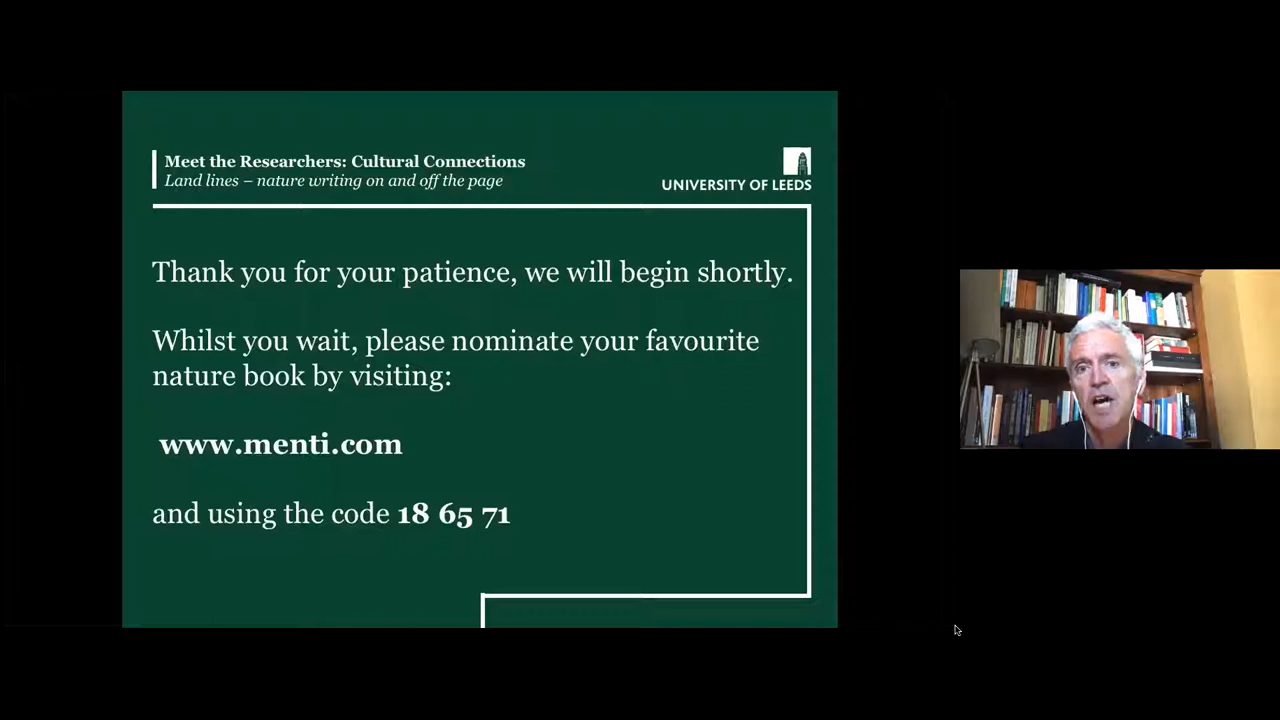 Meet the Researchers: Cultural Connections
Land lines – nature writing on and off the page
UNIVERSITY OF LEEDS
Thank you for your patience, we will begin shortly.
Whilst you wait, please nominate your favourite
nature book by visiting:
www.menti.com
and using the code 18 65 71